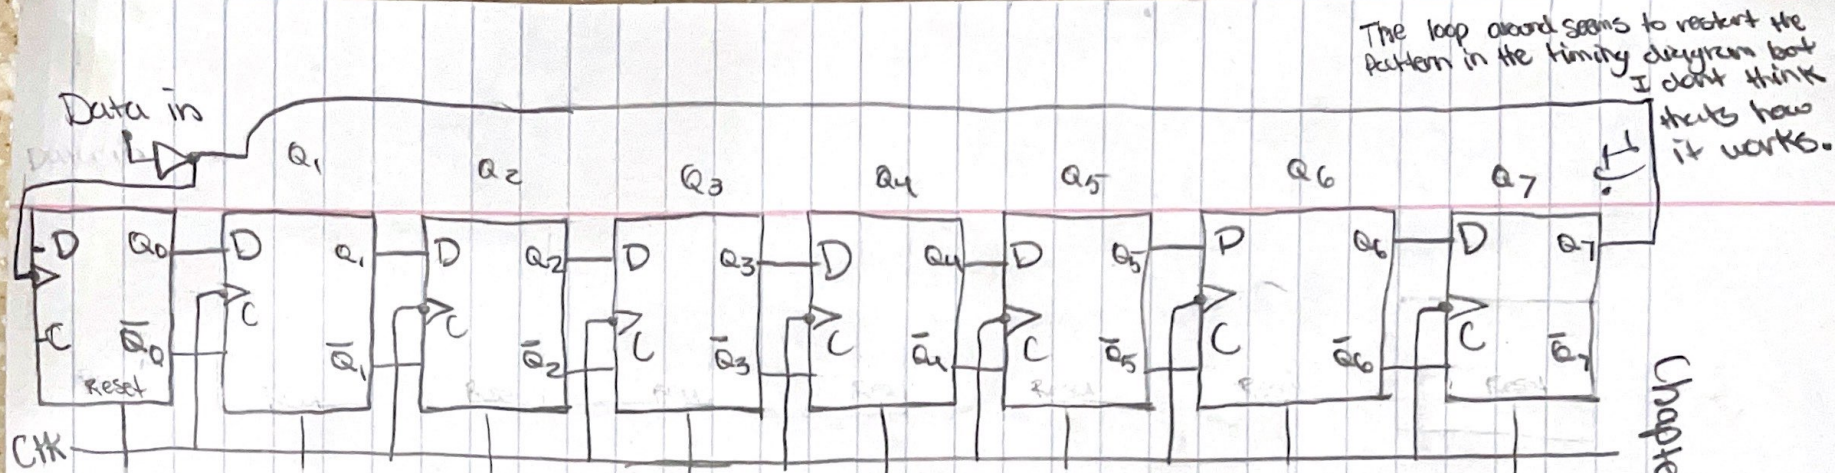 The loop around seems to restart the
pattern in the timing diagram but
I dont think
thats how
it works.
Data in
Q1 Q2 Q3 Q4 Q5 Q6 Q7
D Q0 D Q1 D Q2 D Q3 D Q4 D Q5 D Q6 D Q7
C C C C C C C C
Q̅0 Q̅1 Q̅2 Q̅3 Q̅4 Q̅5 Q̅6 Q̅7
Reset
Clk
Chapte